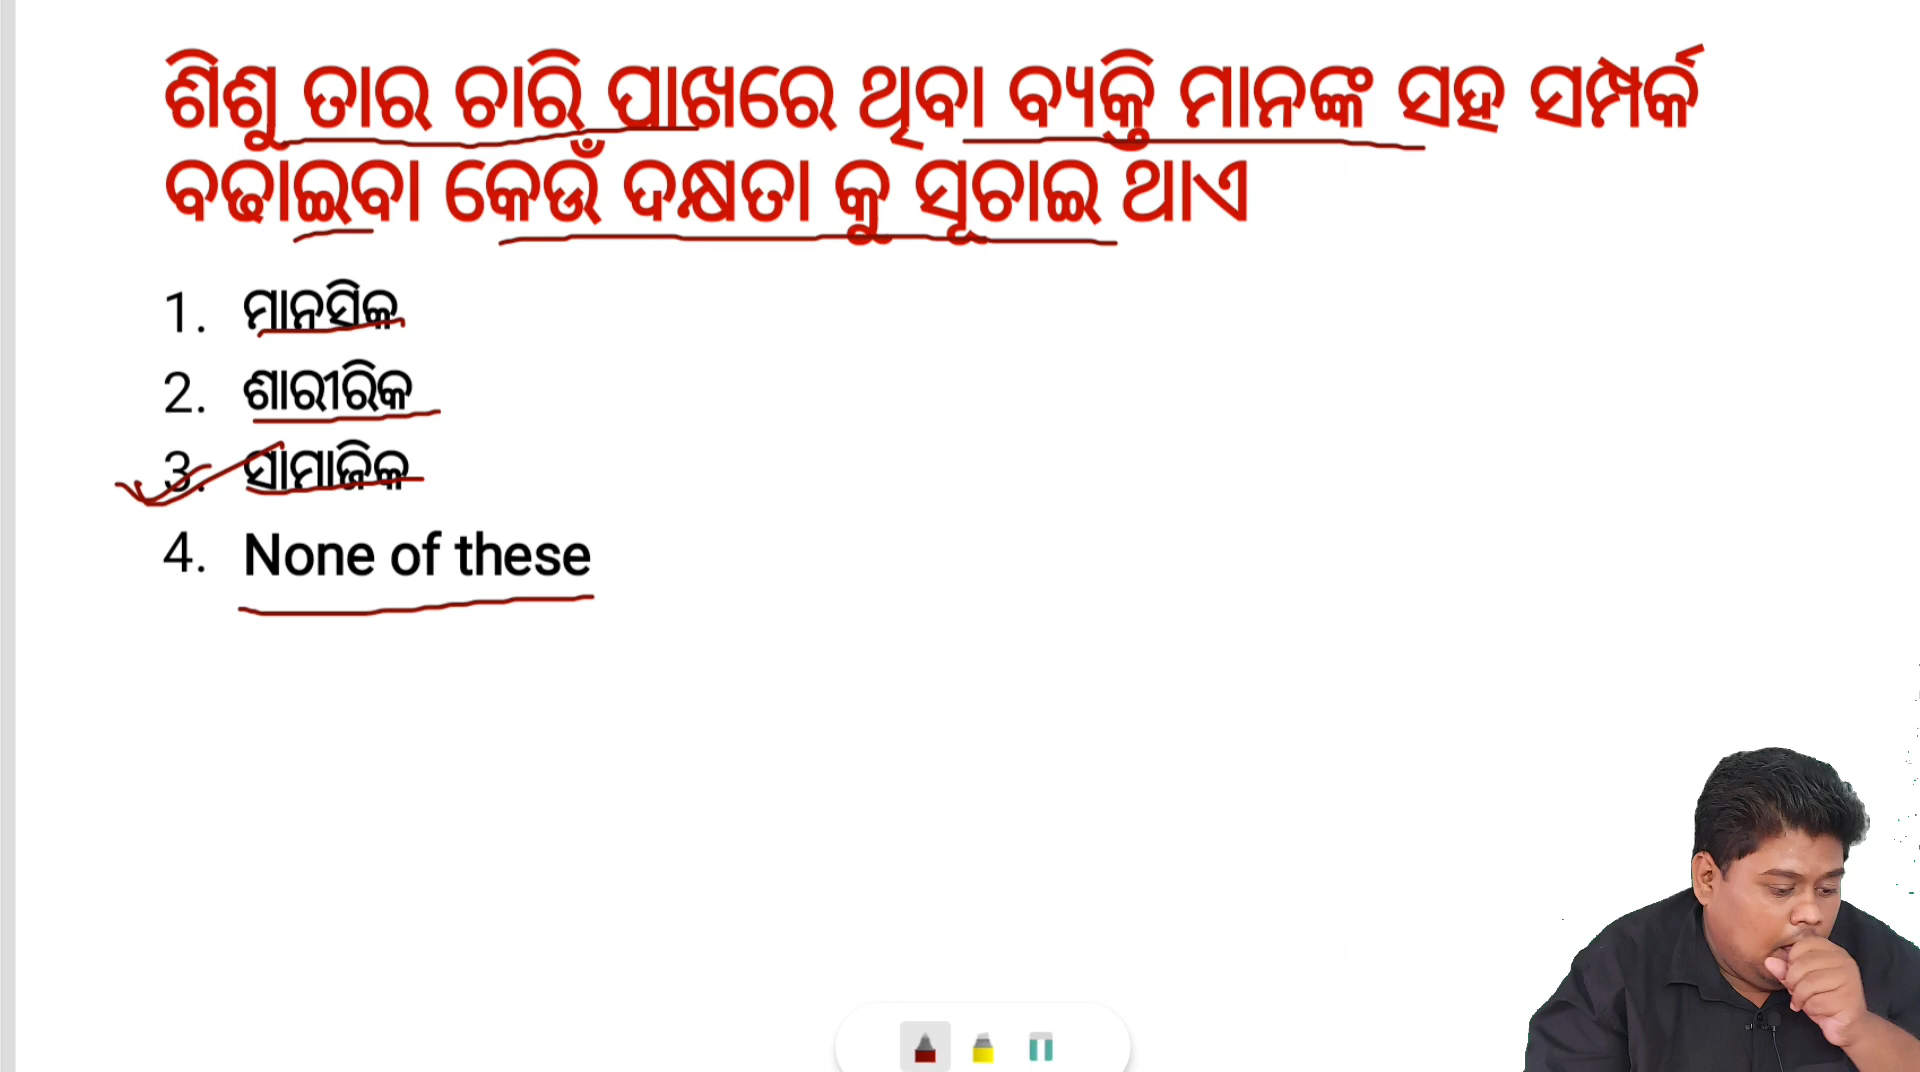 ଶିଶୁ ତାର ଚାରି ପାଖରେ ଥିବା ବ୍ୟକ୍ତି ମାନଙ୍କ ସହ ସମ୍ପର୍କ
ବଢାଇବା କେଉଁ ଦକ୍ଷତା କୁ ସୂଚାଇ ଥାଏ
1. ମାନସିକ
2. ଶାରୀରିକ
3. ସାମାଜିକ
4. None of these